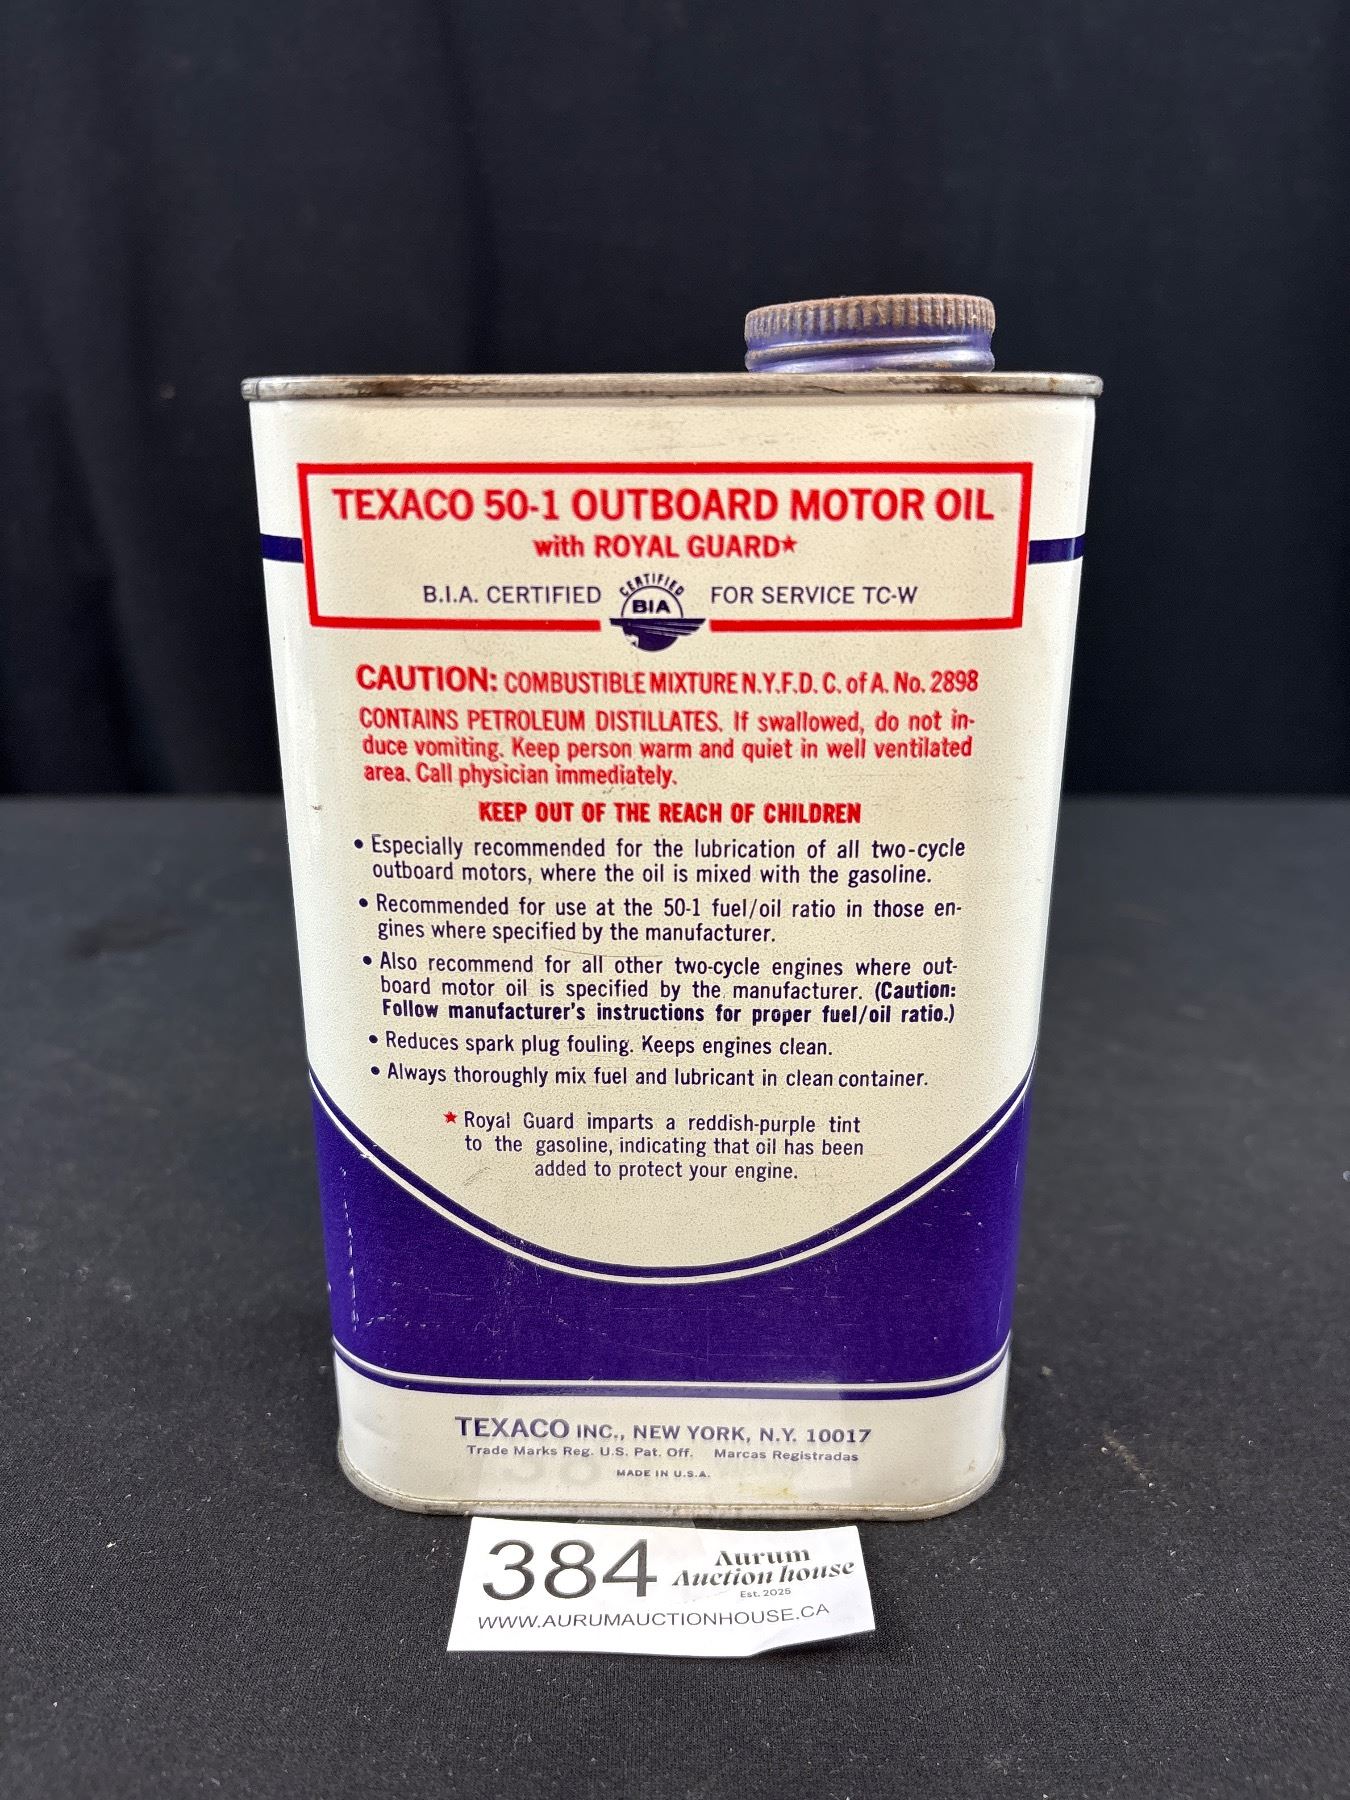 TEXACO 50-1 OUTBOARD MOTOR OIL
with ROYAL GUARD★
B.I.A. CERTIFIED CERTIFIED BIA FOR SERVICE TC-W
CAUTION: COMBUSTIBLE MIXTURE N.Y.F.D. C. of A. No. 2898
CONTAINS PETROLEUM DISTILLATES. If swallowed, do not in-
duce vomiting. Keep person warm and quiet in well ventilated
area. Call physician immediately.
KEEP OUT OF THE REACH OF CHILDREN
• Especially recommended for the lubrication of all two-cycle
outboard motors, where the oil is mixed with the gasoline.
• Recommended for use at the 50-1 fuel/oil ratio in those en-
gines where specified by the manufacturer.
• Also recommend for all other two-cycle engines where out-
board motor oil is specified by the manufacturer. (Caution:
Follow manufacturer's instructions for proper fuel/oil ratio.)
• Reduces spark plug fouling. Keeps engines clean.
• Always thoroughly mix fuel and lubricant in clean container.
★ Royal Guard imparts a reddish-purple tint
to the gasoline, indicating that oil has been
added to protect your engine.
TEXACO INC., NEW YORK, N.Y. 10017
Trade Marks Reg. U.S. Pat. Off. Marcas Registradas
MADE IN U.S.A.
384 Aurum
Auction house
Est. 2025
WWW.AURUMAUCTIONHOUSE.CA